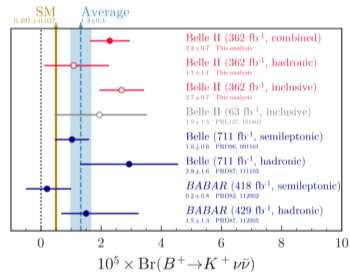 SM
0.497 ± 0.037
Average
1.3±0.4
Belle II (362 fb⁻¹, combined)
2.3±0.7 This analysis
Belle II (362 fb⁻¹, hadronic)
1.1±1.1 This analysis
Belle II (362 fb⁻¹, inclusive)
2.7±0.7 This analysis
Belle II (63 fb⁻¹, inclusive)
1.9±1.5 PRL127, 181802
Belle (711 fb⁻¹, semileptonic)
1.0±0.6 PRD96, 091101
Belle (711 fb⁻¹, hadronic)
2.9±1.6 PRD87, 111103
BABAR (418 fb⁻¹, semileptonic)
0.2±0.8 PRD82, 112002
BABAR (429 fb⁻¹, hadronic)
1.5±1.3 PRD87, 112005
0 2 4 6 8 10
10⁵ × Br(B⁺→K⁺νν̄)